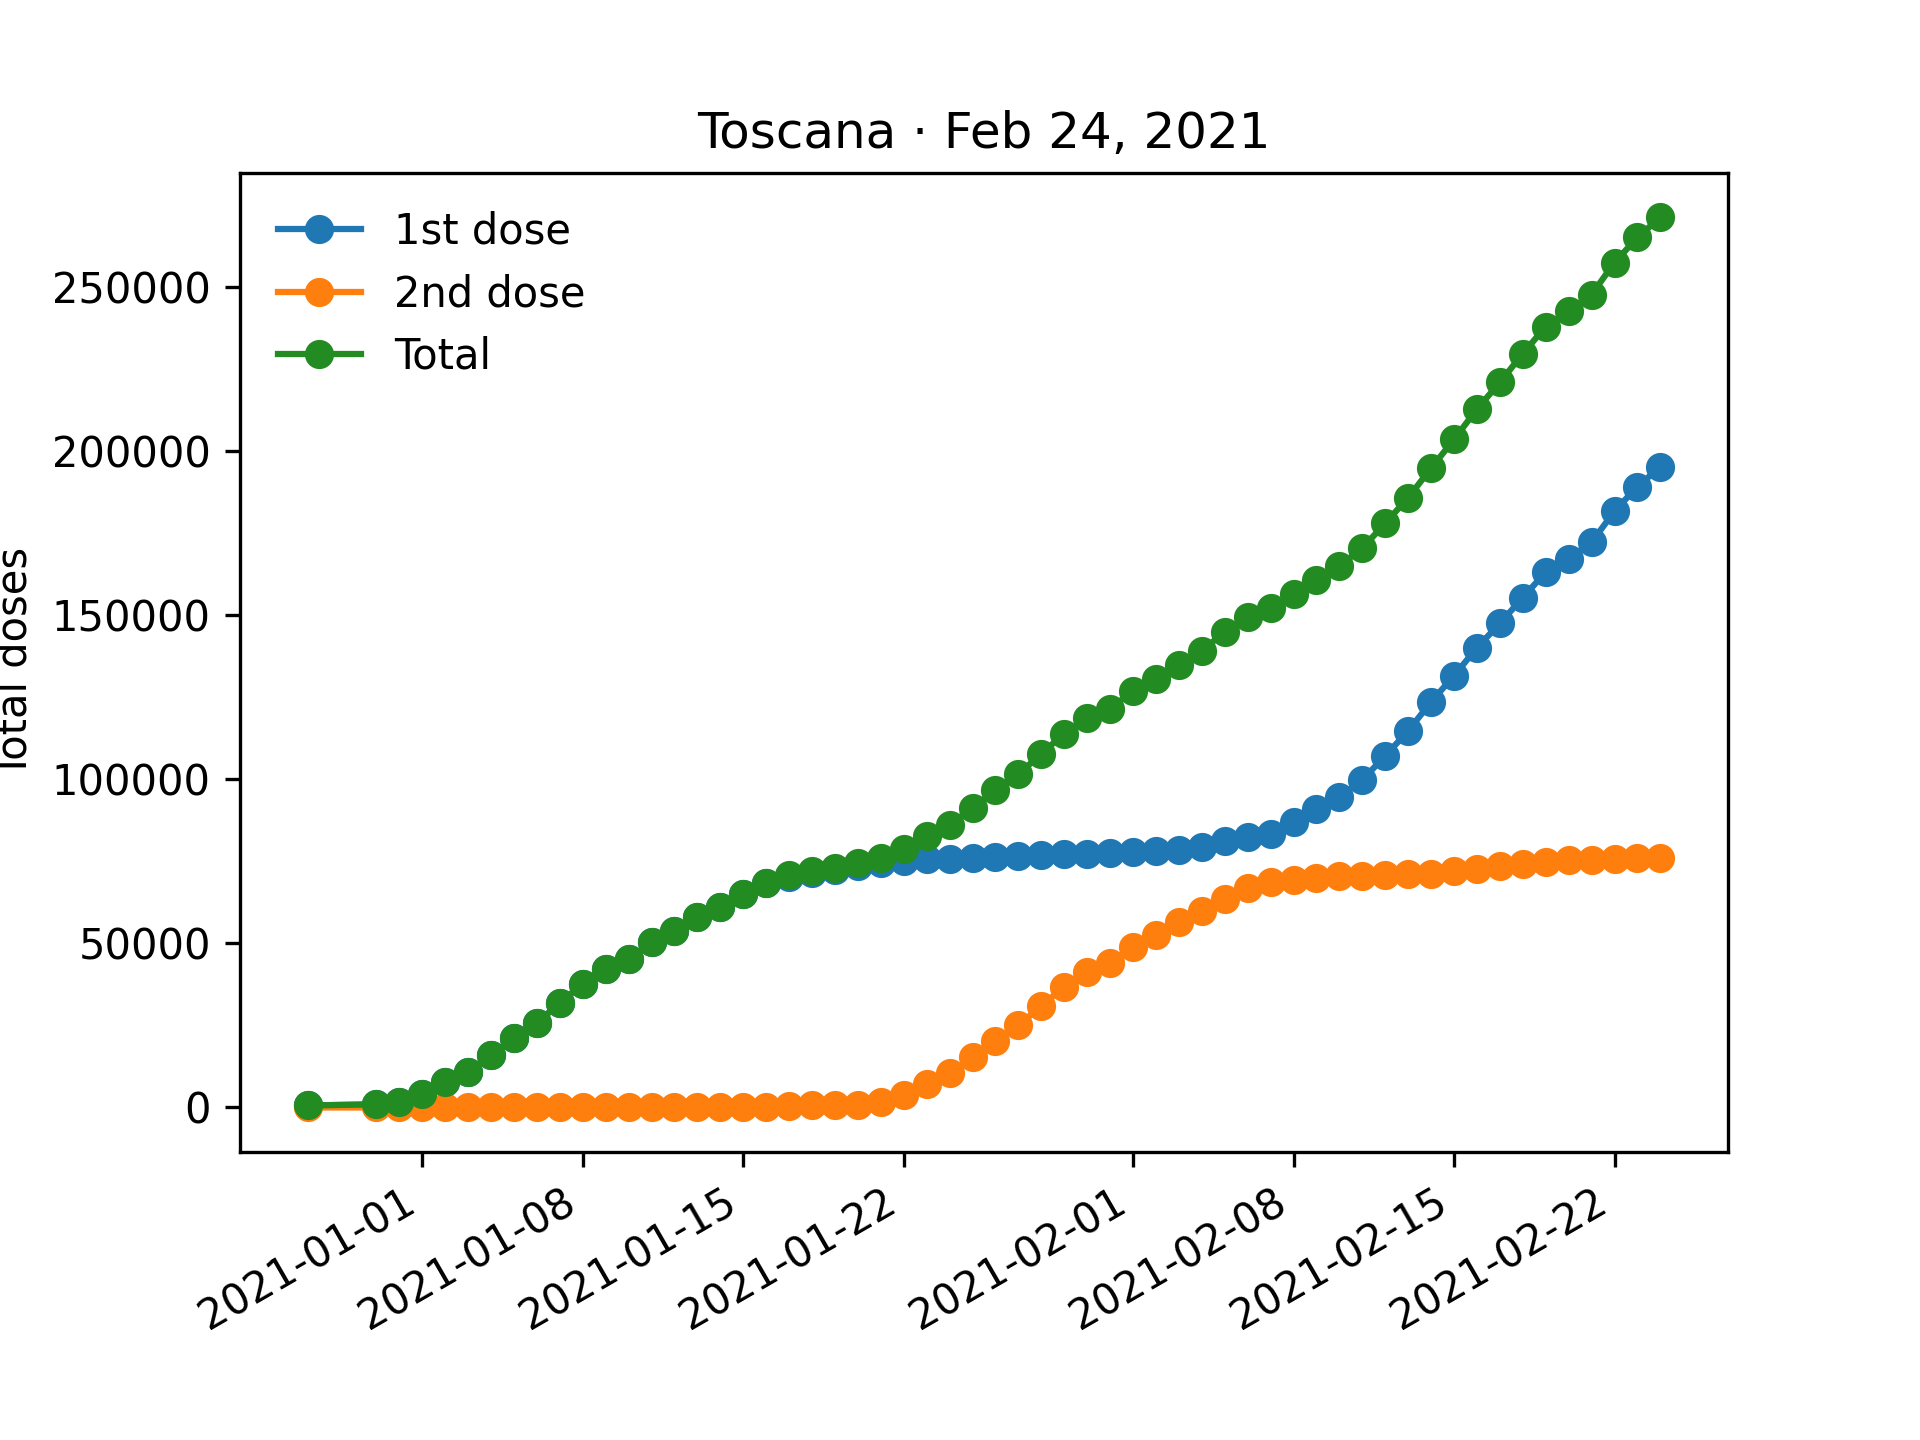 Toscana · Feb 24, 2021
1st dose
2nd dose
Total
Total doses
250000
200000
150000
100000
50000
0
2021-01-01
2021-01-08
2021-01-15
2021-01-22
2021-02-01
2021-02-08
2021-02-15
2021-02-22